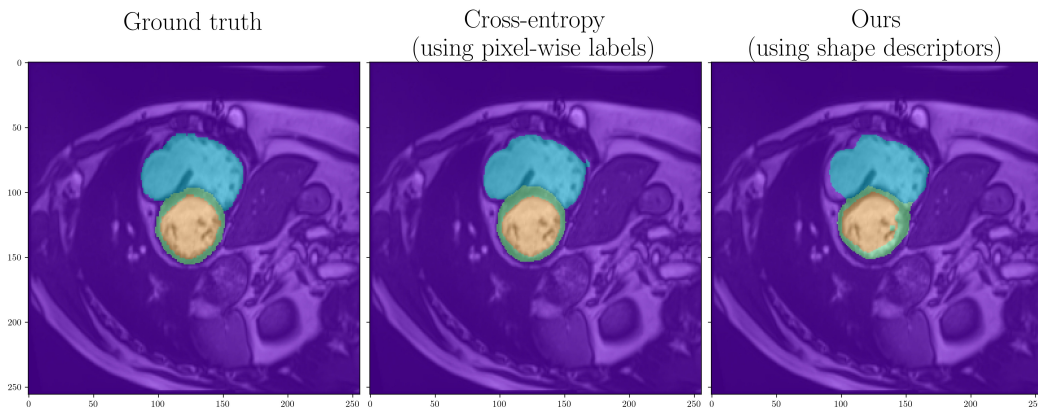 Ground truth
Cross-entropy
(using pixel-wise labels)
Ours
(using shape descriptors)
0
50
100
150
200
250
0 50 100 150 200 250
0 50 100 150 200 250
0 50 100 150 200 250